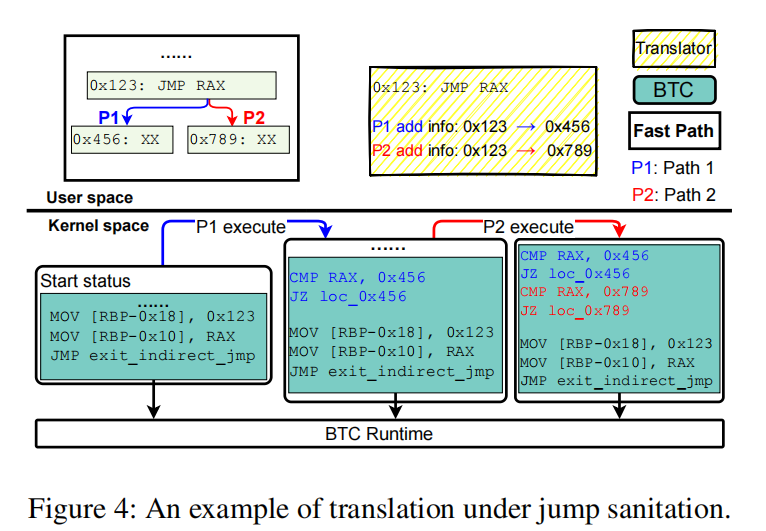 ......
0x123: JMP RAX
P1 P2
0x456: XX 0x789: XX
0x123: JMP RAX
P1 add info: 0x123 → 0x456
P2 add info: 0x123 → 0x789
Translator
BTC
Fast Path
P1: Path 1
P2: Path 2
User space
Kernel space
P1 execute
P2 execute
Start status
......
MOV [RBP-0x18], 0x123
MOV [RBP-0x10], RAX
JMP exit_indirect_jmp
......
CMP RAX, 0x456
JZ loc_0x456
MOV [RBP-0x18], 0x123
MOV [RBP-0x10], RAX
JMP exit_indirect_jmp
CMP RAX, 0x456
JZ loc_0x456
CMP RAX, 0x789
JZ loc_0x789
MOV [RBP-0x18], 0x123
MOV [RBP-0x10], RAX
JMP exit_indirect_jmp
BTC Runtime
Figure 4: An example of translation under jump sanitation.